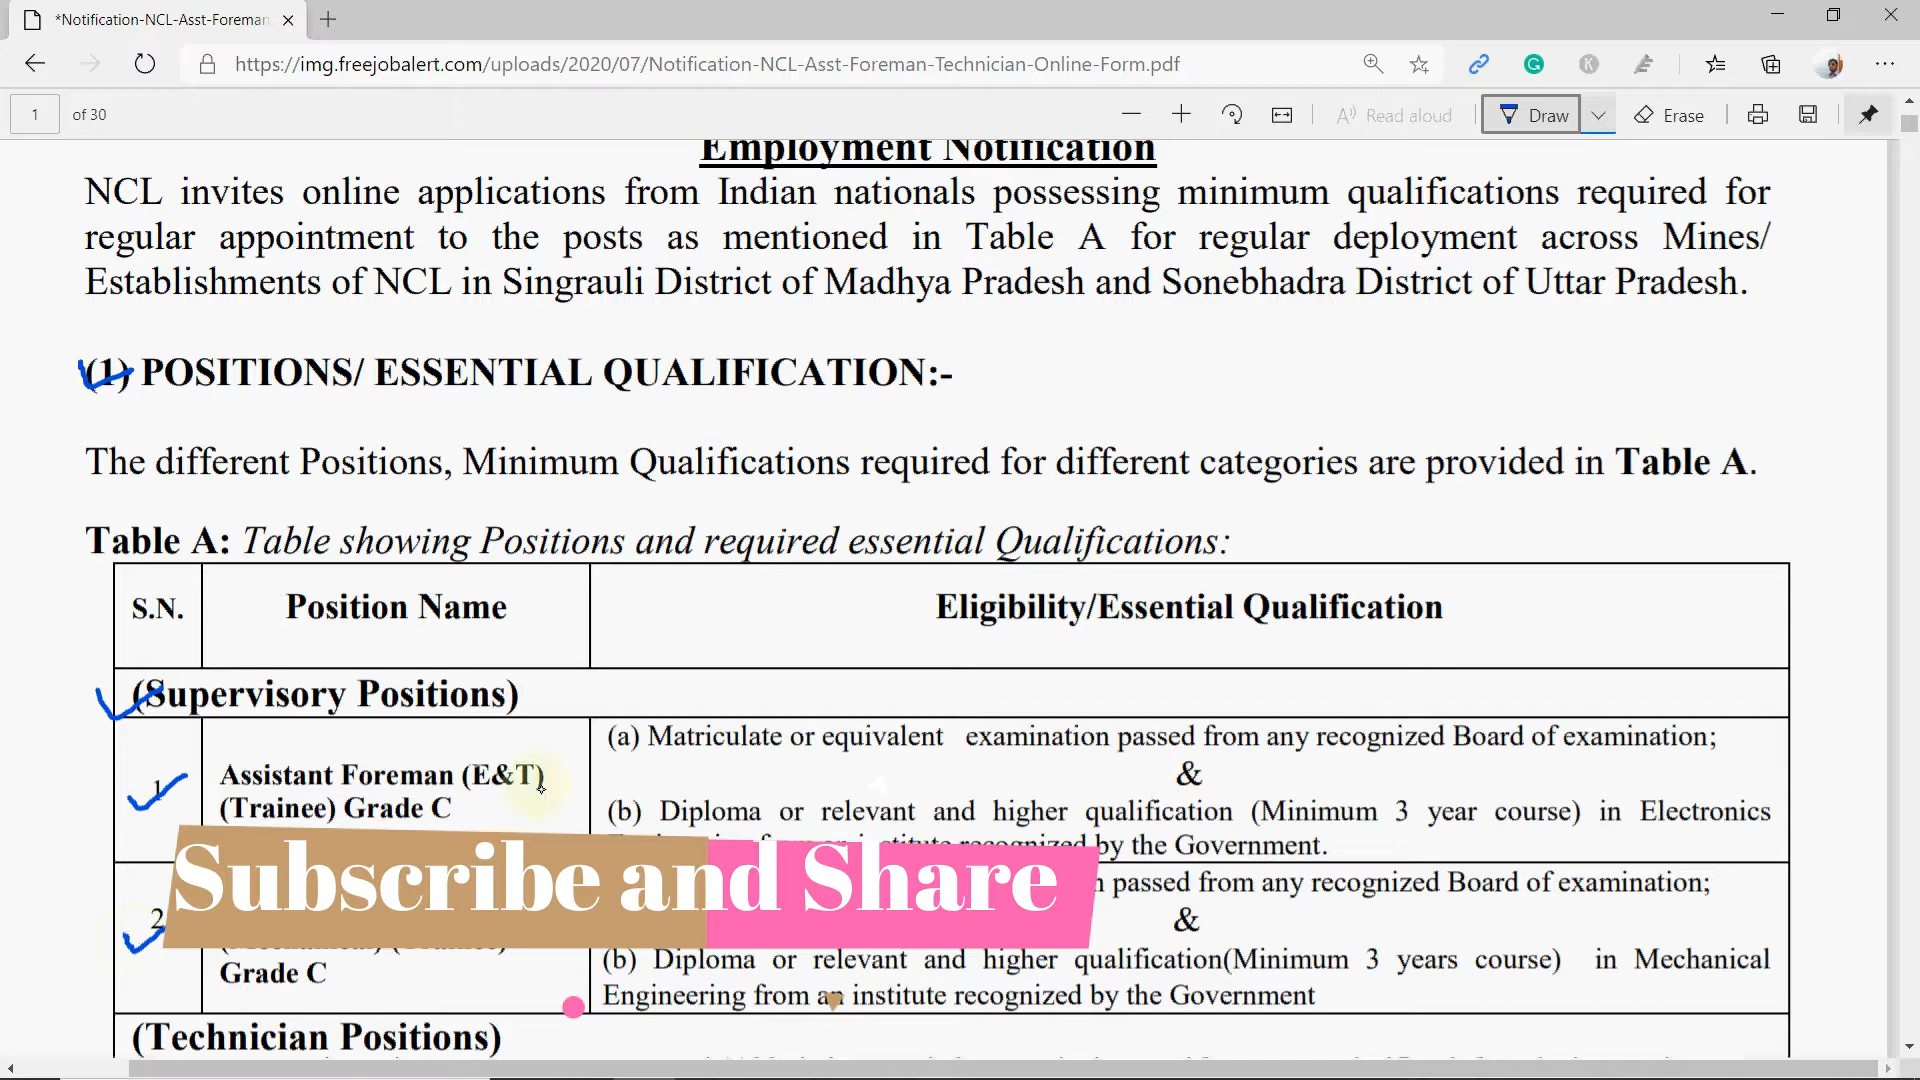 *Notification-NCL-Asst-Foreman
https://img.freejobalert.com/uploads/2020/07/Notification-NCL-Asst-Foreman-Technician-Online-Form.pdf
1 of 30
Read aloud
Draw
Erase
Employment Notification
NCL invites online applications from Indian nationals possessing minimum qualifications required for
regular appointment to the posts as mentioned in Table A for regular deployment across Mines/
Establishments of NCL in Singrauli District of Madhya Pradesh and Sonebhadra District of Uttar Pradesh.
(1) POSITIONS/ ESSENTIAL QUALIFICATION:-
The different Positions, Minimum Qualifications required for different categories are provided in Table A.
Table A: Table showing Positions and required essential Qualifications:
S.N.
Position Name
Eligibility/Essential Qualification
(Supervisory Positions)
1
Assistant Foreman (E&T)
(Trainee) Grade C
(a) Matriculate or equivalent examination passed from any recognized Board of examination;
&
(b) Diploma or relevant and higher qualification (Minimum 3 year course) in Electronics
recognized by the Government.
2
Grade C
passed from any recognized Board of examination;
&
(b) Diploma or relevant and higher qualification(Minimum 3 years course) in Mechanical
Engineering from an institute recognized by the Government
Subscribe and Share
(Technician Positions)